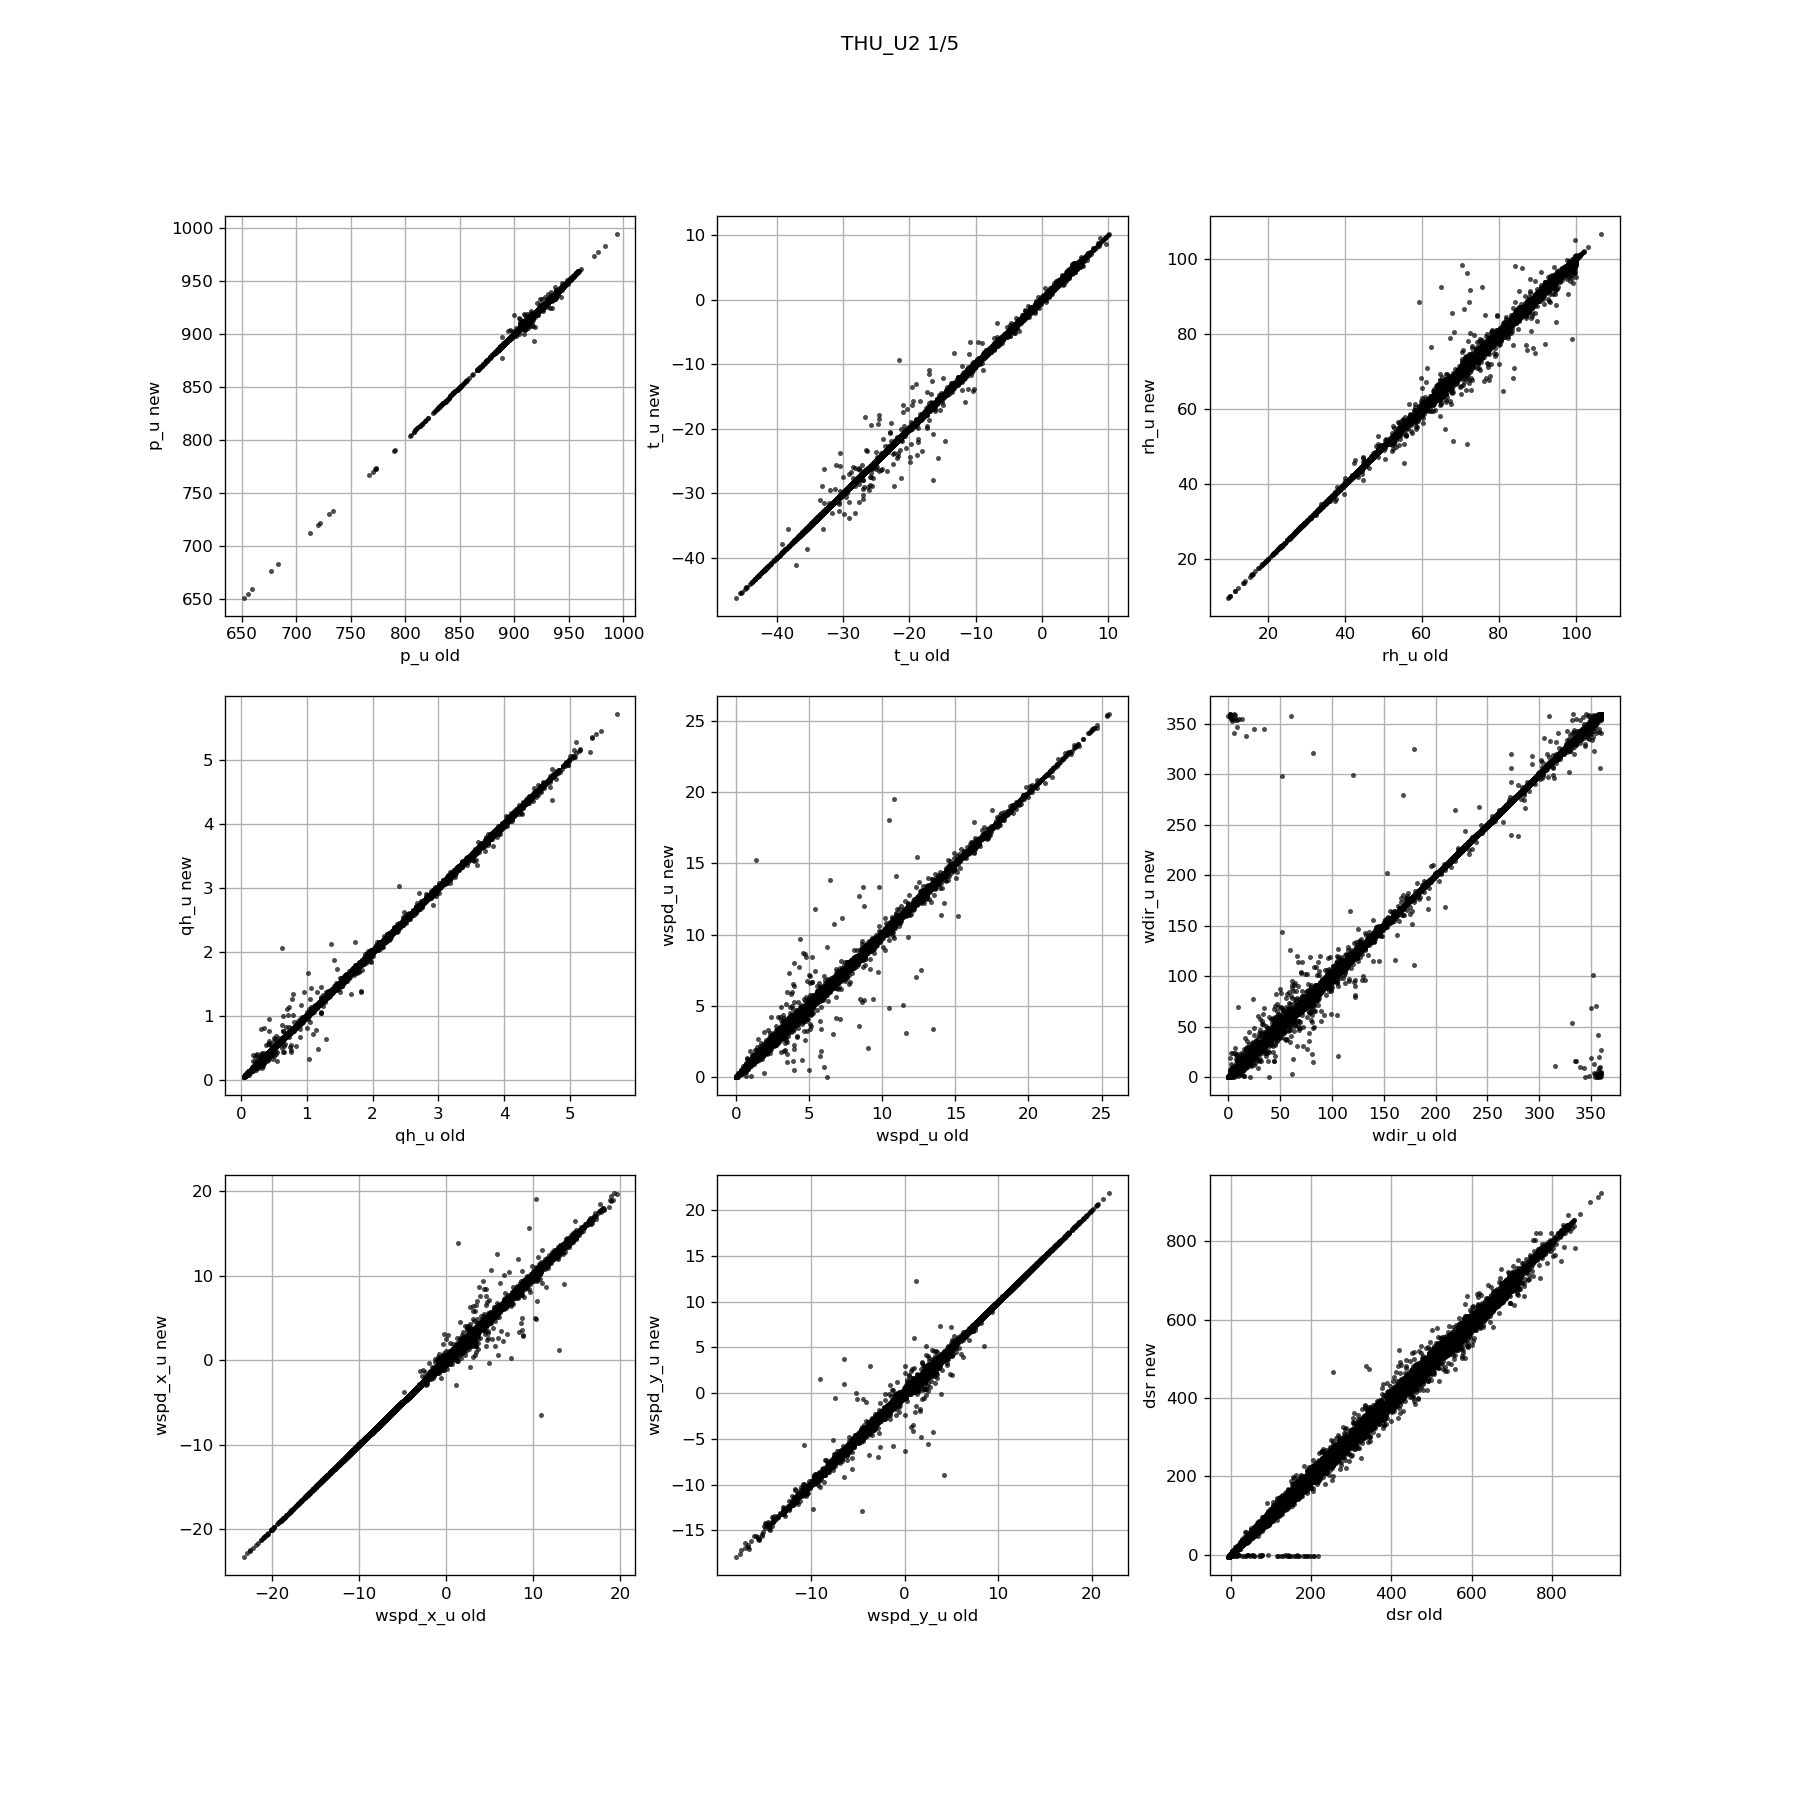 THU_U2 1/5
1000
950
900
850
800
750
700
650
p_u new
650 700 750 800 850 900 950 1000
p_u old
10
0
−10
−20
−30
−40
t_u new
−40 −30 −20 −10 0 10
t_u old
100
80
60
40
20
rh_u new
20 40 60 80 100
rh_u old
5
4
3
2
1
0
qh_u new
0 1 2 3 4 5
qh_u old
25
20
15
10
5
0
wspd_u new
0 5 10 15 20 25
wspd_u old
350
300
250
200
150
100
50
0
wdir_u new
0 50 100 150 200 250 300 350
wdir_u old
20
10
0
−10
−20
wspd_x_u new
−20 −10 0 10 20
wspd_x_u old
20
15
10
5
0
−5
−10
−15
wspd_y_u new
−10 0 10 20
wspd_y_u old
800
600
400
200
0
dsr new
0 200 400 600 800
dsr old